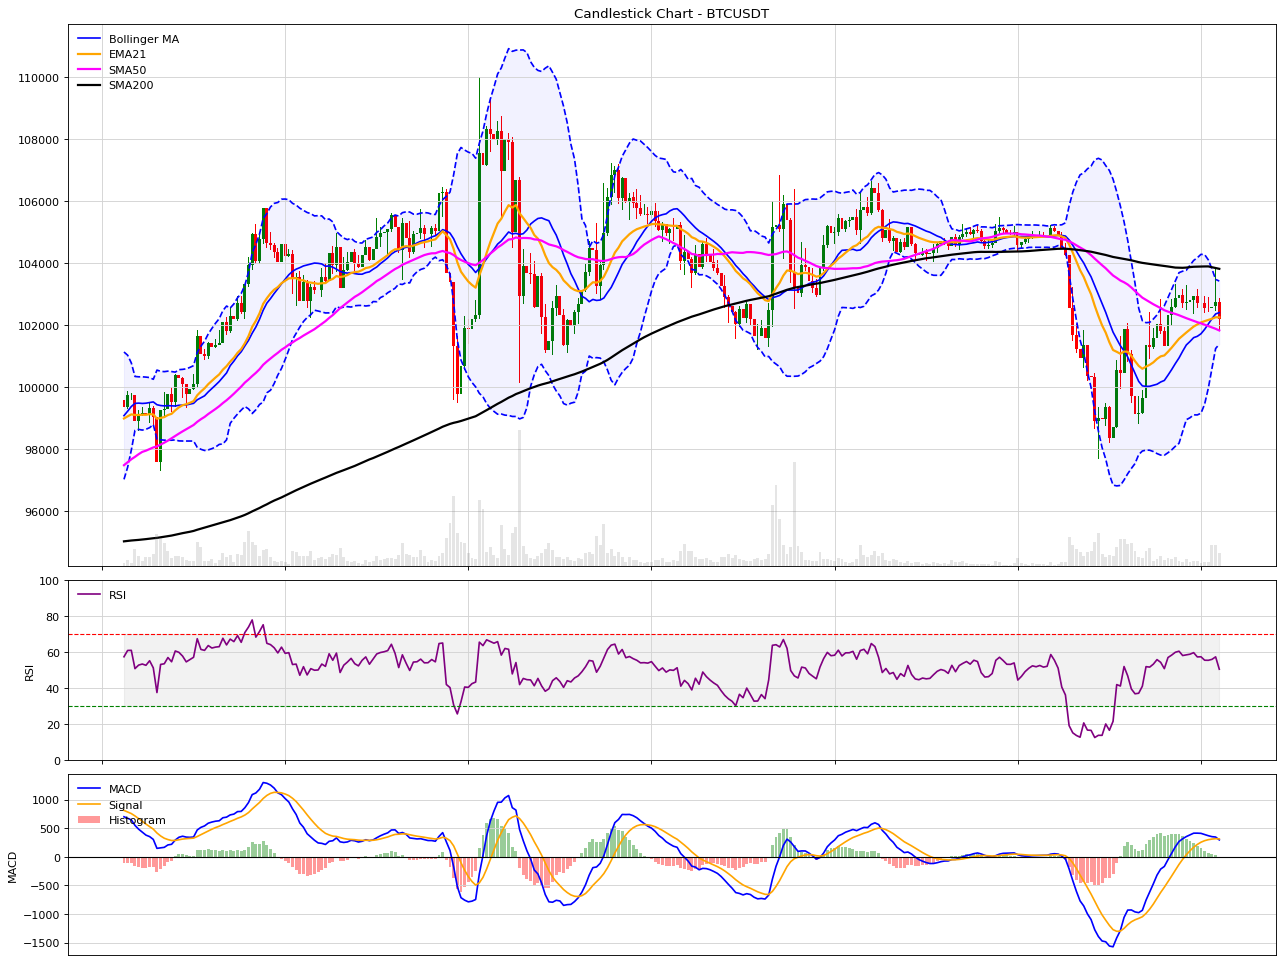 Candlestick Chart - BTCUSDT
Bollinger MA
EMA21
SMA50
SMA200
110000
108000
106000
104000
102000
100000
98000
96000
RSI
100
80
60
40
20
0
RSI
MACD
Signal
Histogram
1000
500
0
−500
−1000
−1500
MACD